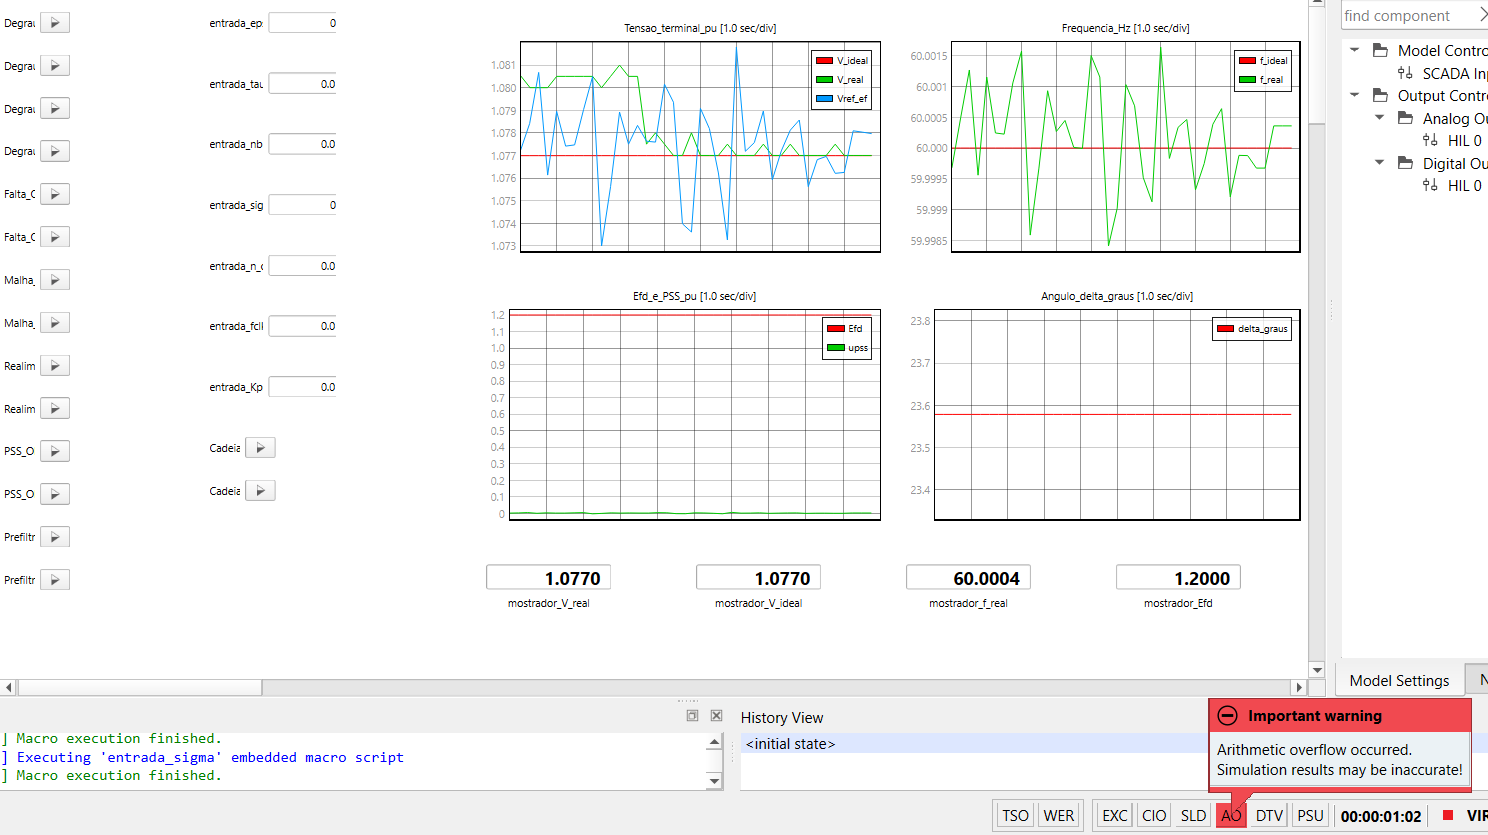 Degrau
Degrau
Degrau
Degrau
Falta_C
Falta_C
Malha_
Malha_
Realim
Realim
PSS_O
PSS_O
Prefiltr
Prefiltr
entrada_eps
0
entrada_tau
0.0
entrada_nb
0.0
entrada_sig
0
entrada_n_c
0.0
entrada_fcli
0.0
entrada_Kp
0.0
Cadeia
Cadeia
Tensao_terminal_pu [1.0 sec/div]
1.081
1.080
1.079
1.078
1.077
1.076
1.075
1.074
1.073
V_ideal
V_real
Vref_ef
Frequencia_Hz [1.0 sec/div]
60.0015
60.001
60.0005
60.000
59.9995
59.999
59.9985
f_ideal
f_real
Efd_e_PSS_pu [1.0 sec/div]
1.2
1.1
1.0
0.9
0.8
0.7
0.6
0.5
0.4
0.3
0.2
0.1
0
Efd
upss
Angulo_delta_graus [1.0 sec/div]
23.8
23.7
23.6
23.5
23.4
delta_graus
1.0770
mostrador_V_real
1.0770
mostrador_V_ideal
60.0004
mostrador_f_real
1.2000
mostrador_Efd
find component
Model Contro
SCADA Inp
Output Contro
Analog Ou
HIL 0
Digital Ou
HIL 0
Model Settings
] Macro execution finished.
] Executing 'entrada_sigma' embedded macro script
] Macro execution finished.
History View
<initial state>
Important warning
Arithmetic overflow occurred.
Simulation results may be inaccurate!
TSO WER EXC CIO SLD AO DTV PSU 00:00:01:02 VIR